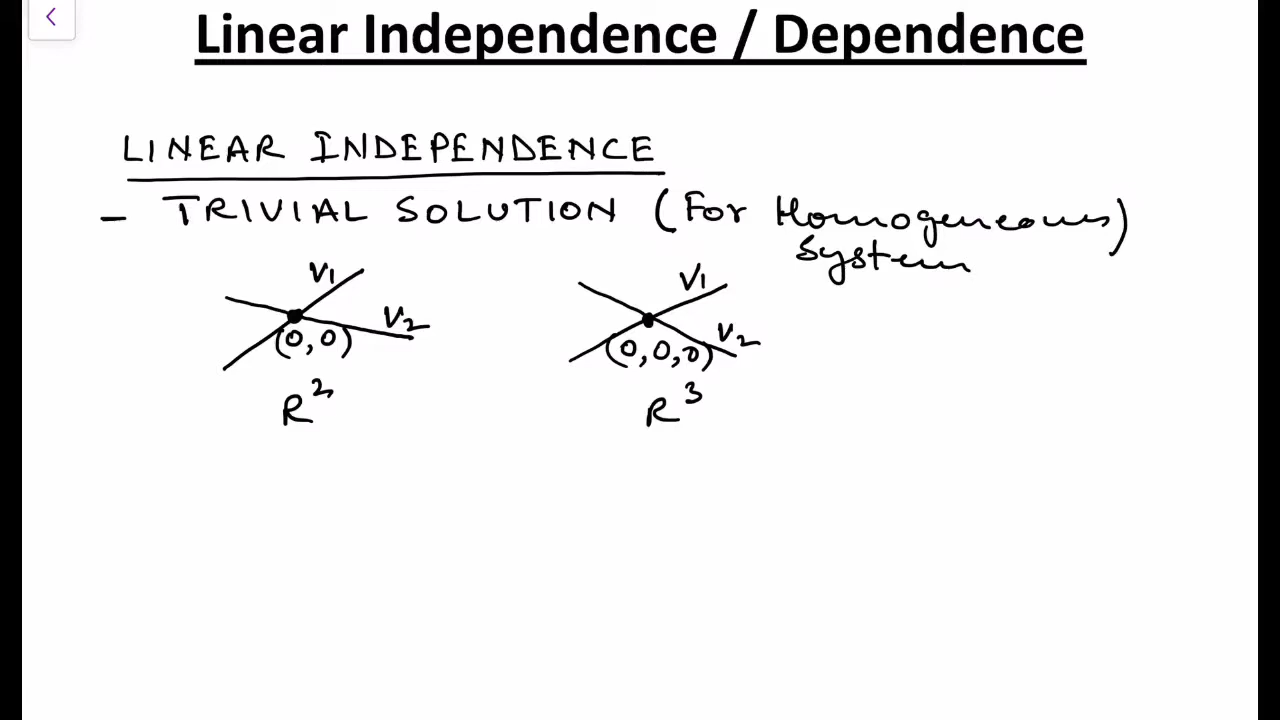 Linear Independence / Dependence
LINEAR INDEPENDENCE
- TRIVIAL SOLUTION (For Homogeneous)
System
V1
V2
(0,0)
R²
V1
V2
(0,0,0)
R³